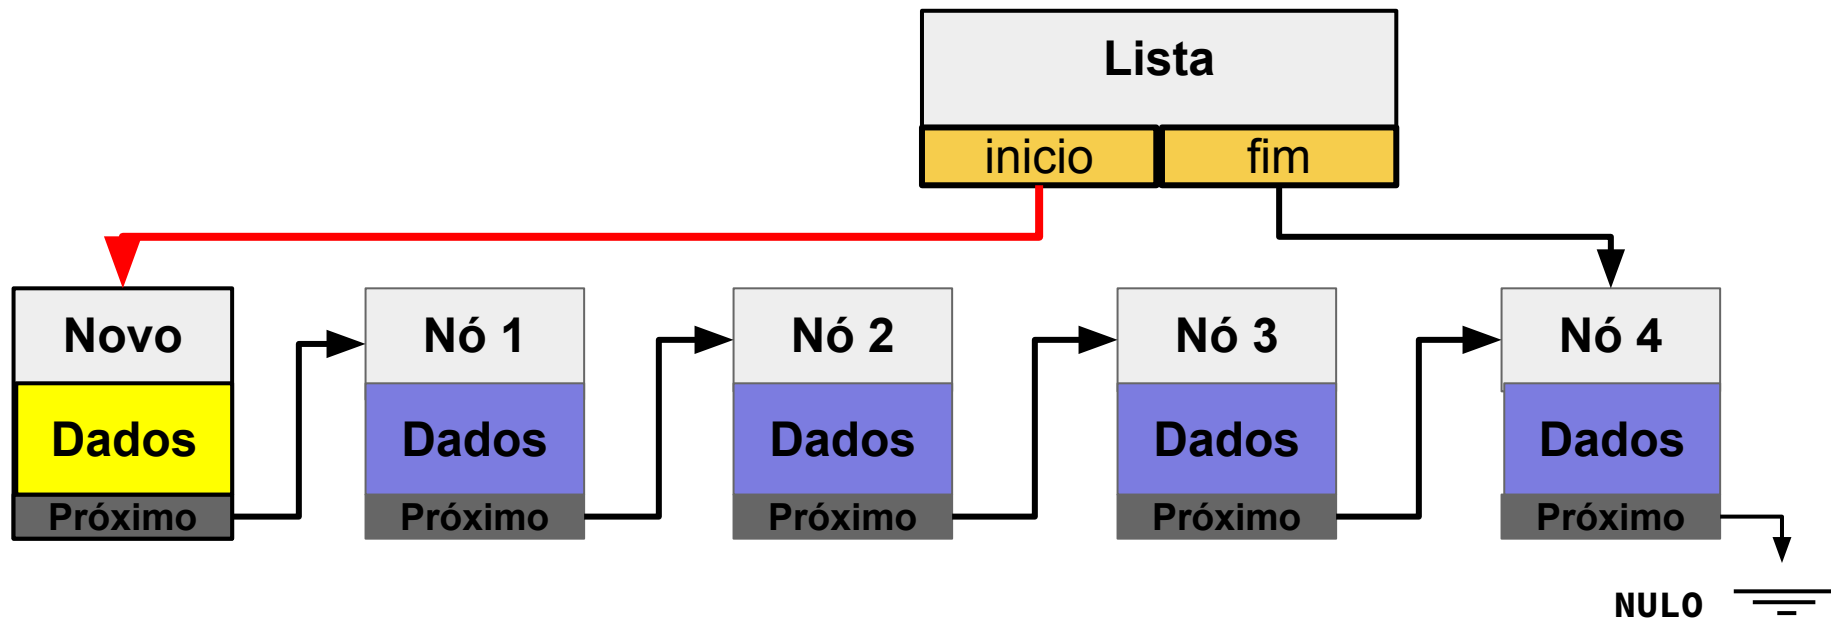 Lista
inicio fim
Novo Nó 1 Nó 2 Nó 3 Nó 4
Dados Dados Dados Dados Dados
Próximo Próximo Próximo Próximo Próximo
NULO